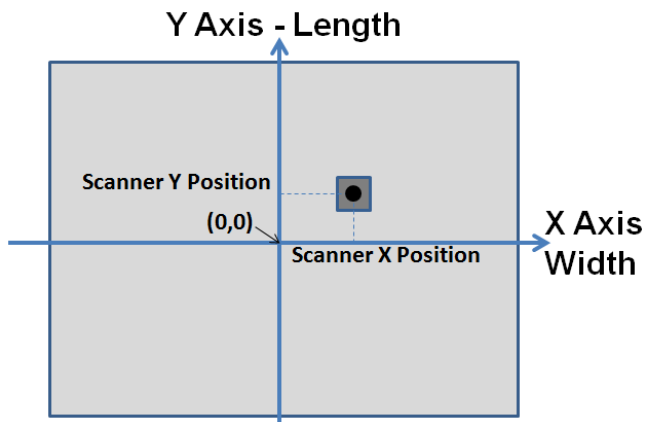 Y Axis - Length
Scanner Y Position
(0,0)
X Axis
Width
Scanner X Position